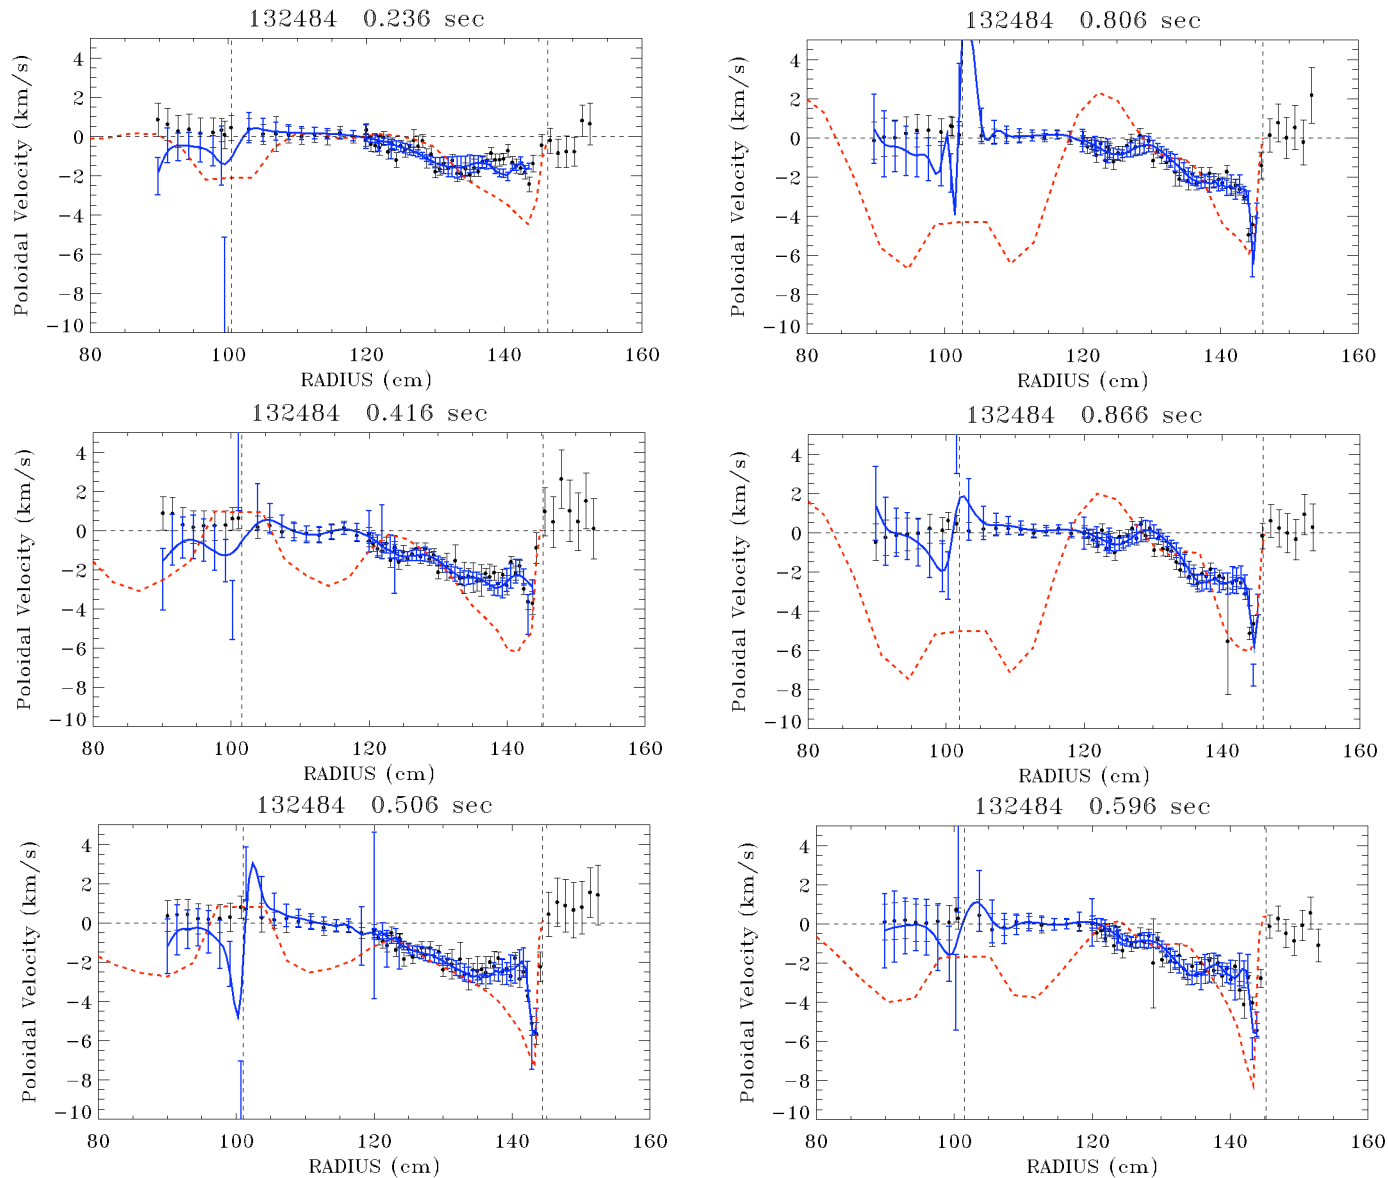 132484 0.236 sec
Poloidal Velocity (km/s)
4
2
0
−2
−4
−6
−8
−10
80 100 120 140 160
RADIUS (cm)
132484 0.806 sec
Poloidal Velocity (km/s)
4
2
0
−2
−4
−6
−8
−10
80 100 120 140 160
RADIUS (cm)
132484 0.416 sec
Poloidal Velocity (km/s)
4
2
0
−2
−4
−6
−8
−10
80 100 120 140 160
RADIUS (cm)
132484 0.866 sec
Poloidal Velocity (km/s)
4
2
0
−2
−4
−6
−8
−10
80 100 120 140 160
RADIUS (cm)
132484 0.506 sec
Poloidal Velocity (km/s)
4
2
0
−2
−4
−6
−8
−10
80 100 120 140 160
RADIUS (cm)
132484 0.596 sec
Poloidal Velocity (km/s)
4
2
0
−2
−4
−6
−8
−10
80 100 120 140 160
RADIUS (cm)